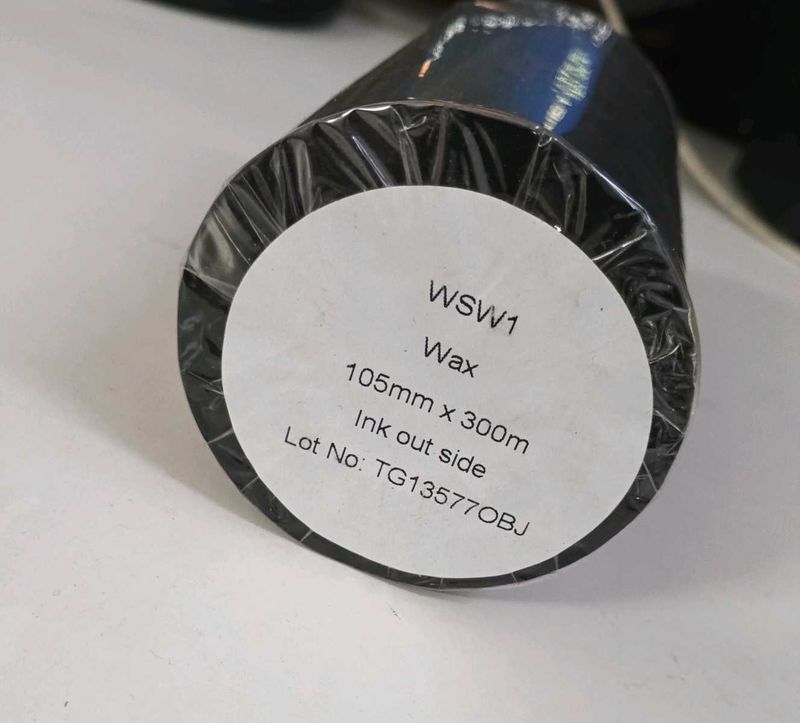 WSW1
Wax
105mm x 300m
Ink out side
Lot No: TG13577OBJ